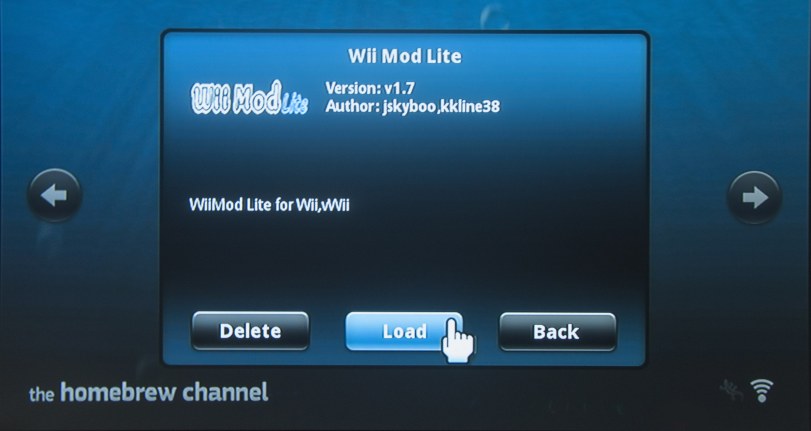 Wii Mod Lite
Wii Mod Lite
Version: v1.7
Author: jskyboo,kkline38
WiiMod Lite for Wii,vWii
Delete
Load
Back
the homebrew channel